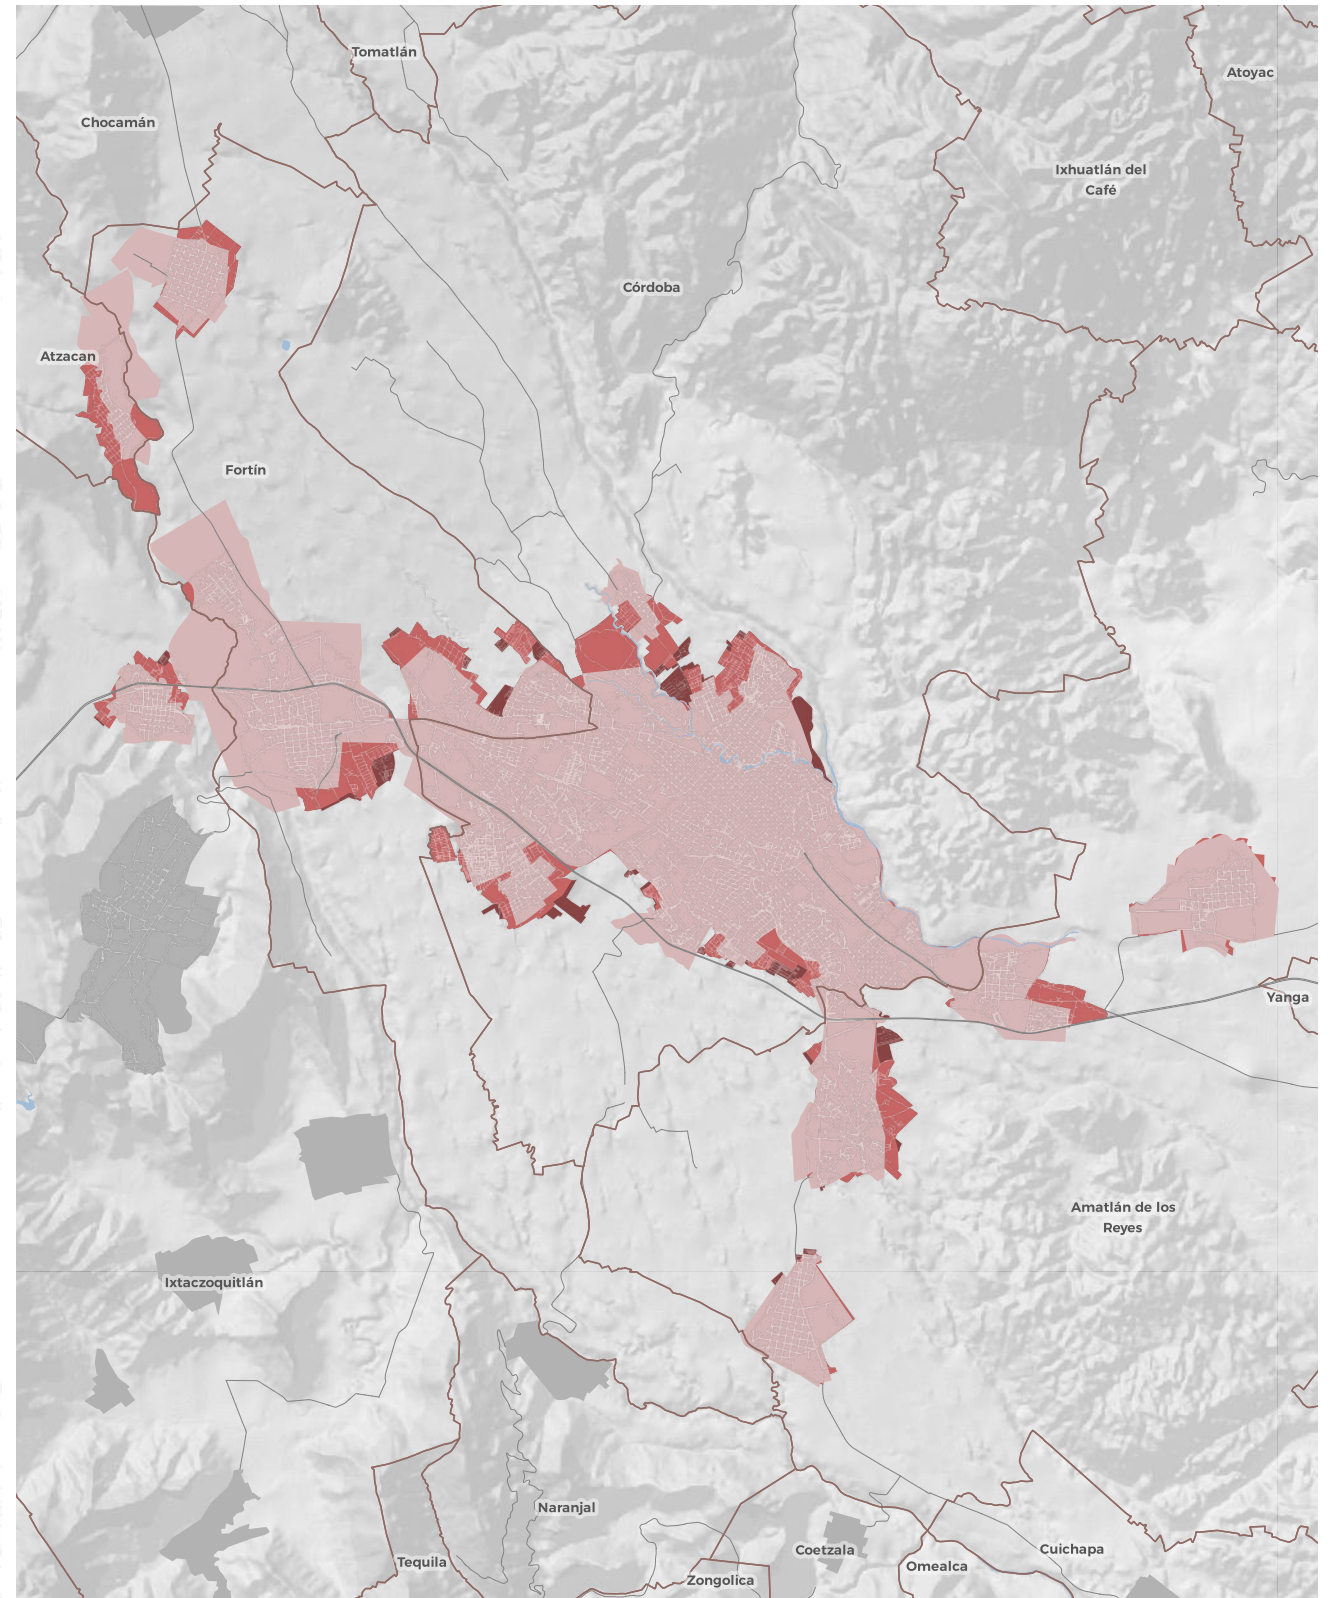 Tomatlán
Atoyac
Chocamán
Ixhuatlán del
Café
Córdoba
Atzacan
Fortín
Yanga
Amatlán de los
Reyes
Ixtaczoquitlán
Naranjal
Coetzala
Cuichapa
Tequila
Omealca
Zongolica